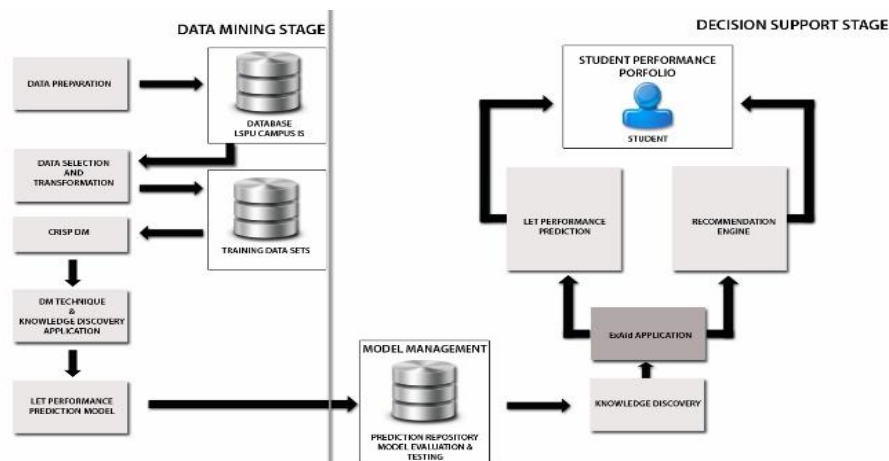 DATA MINING STAGE
DECISION SUPPORT STAGE
DATA PREPARATION
DATABASE
LSPU CAMPUS IS
DATA SELECTION
AND
TRANSFORMATION
TRAINING DATA SETS
CRISP DM
DM TECHNIQUE
&
KNOWLEDGE DISCOVERY
APPLICATION
LET PERFORMANCE
PREDICTION MODEL
MODEL MANAGEMENT
PREDICTION REPOSITORY
MODEL EVALUATION &
TESTING
KNOWLEDGE DISCOVERY
ExAid APPLICATION
LET PERFORMANCE
PREDICTION
RECOMMENDATION
ENGINE
STUDENT PERFORMANCE
PORFOLIO
STUDENT